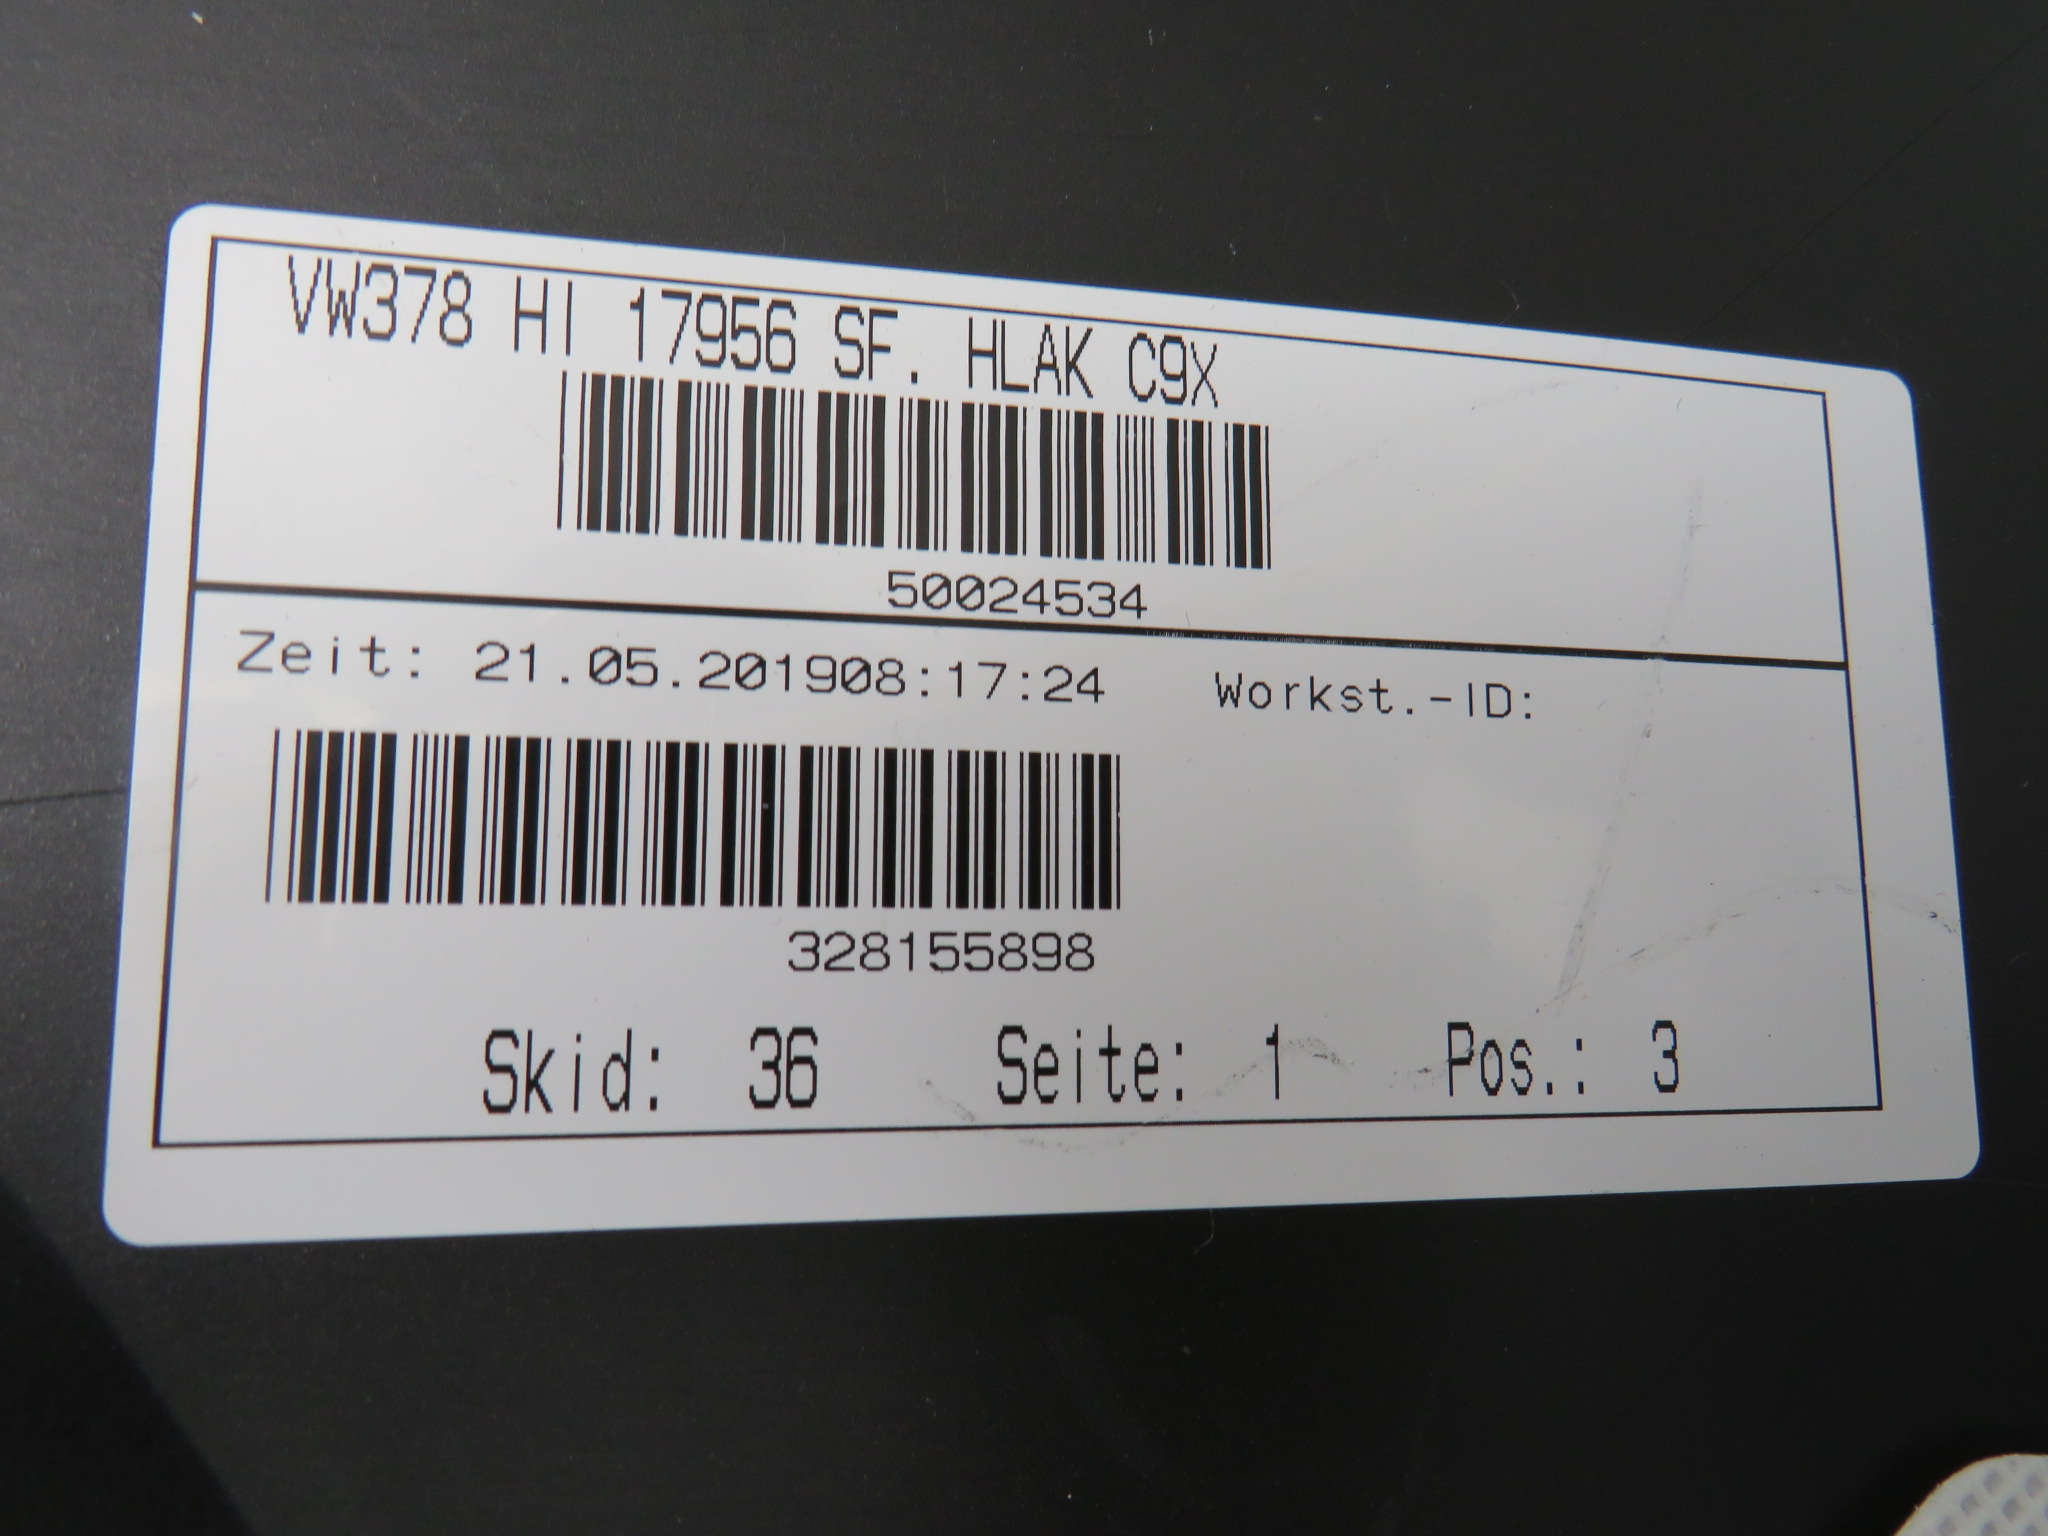 VW378 HI 17956 SF. HLAK C9X
50024534
Zeit: 21.05.201908:17:24 Workst.-ID:
328155898
Skid: 36 Seite: 1 Pos.: 3